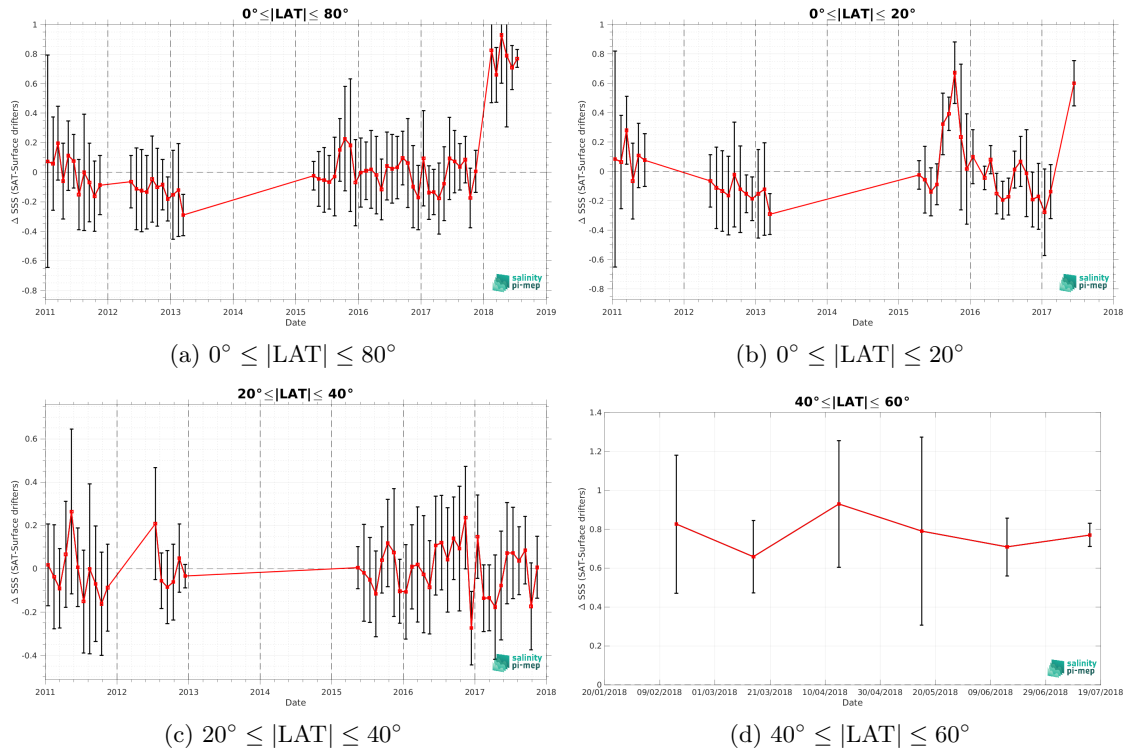 0°≤|LAT|≤ 80°
Δ SSS (SAT-Surface drifters)
1
0.8
0.6
0.4
0.2
0
-0.2
-0.4
-0.6
-0.8
2011 2012 2013 2014 2015 2016 2017 2018 2019
Date
salinity
pi-mep
(a) 0° ≤ |LAT| ≤ 80°
0°≤|LAT|≤ 20°
Δ SSS (SAT-Surface drifters)
1
0.8
0.6
0.4
0.2
0
-0.2
-0.4
-0.6
-0.8
2011 2012 2013 2014 2015 2016 2017 2018
Date
salinity
pi-mep
(b) 0° ≤ |LAT| ≤ 20°
20°≤|LAT|≤ 40°
Δ SSS (SAT-Surface drifters)
0.6
0.4
0.2
0
-0.2
-0.4
2011 2012 2013 2014 2015 2016 2017 2018
Date
salinity
pi-mep
(c) 20° ≤ |LAT| ≤ 40°
40°≤|LAT|≤ 60°
Δ SSS (SAT-Surface drifters)
1.4
1.2
1
0.8
0.6
0.4
0.2
0
20/01/2018 09/02/2018 01/03/2018 21/03/2018 10/04/2018 30/04/2018 20/05/2018 09/06/2018 29/06/2018 19/07/2018
Date
salinity
pi-mep
(d) 40° ≤ |LAT| ≤ 60°